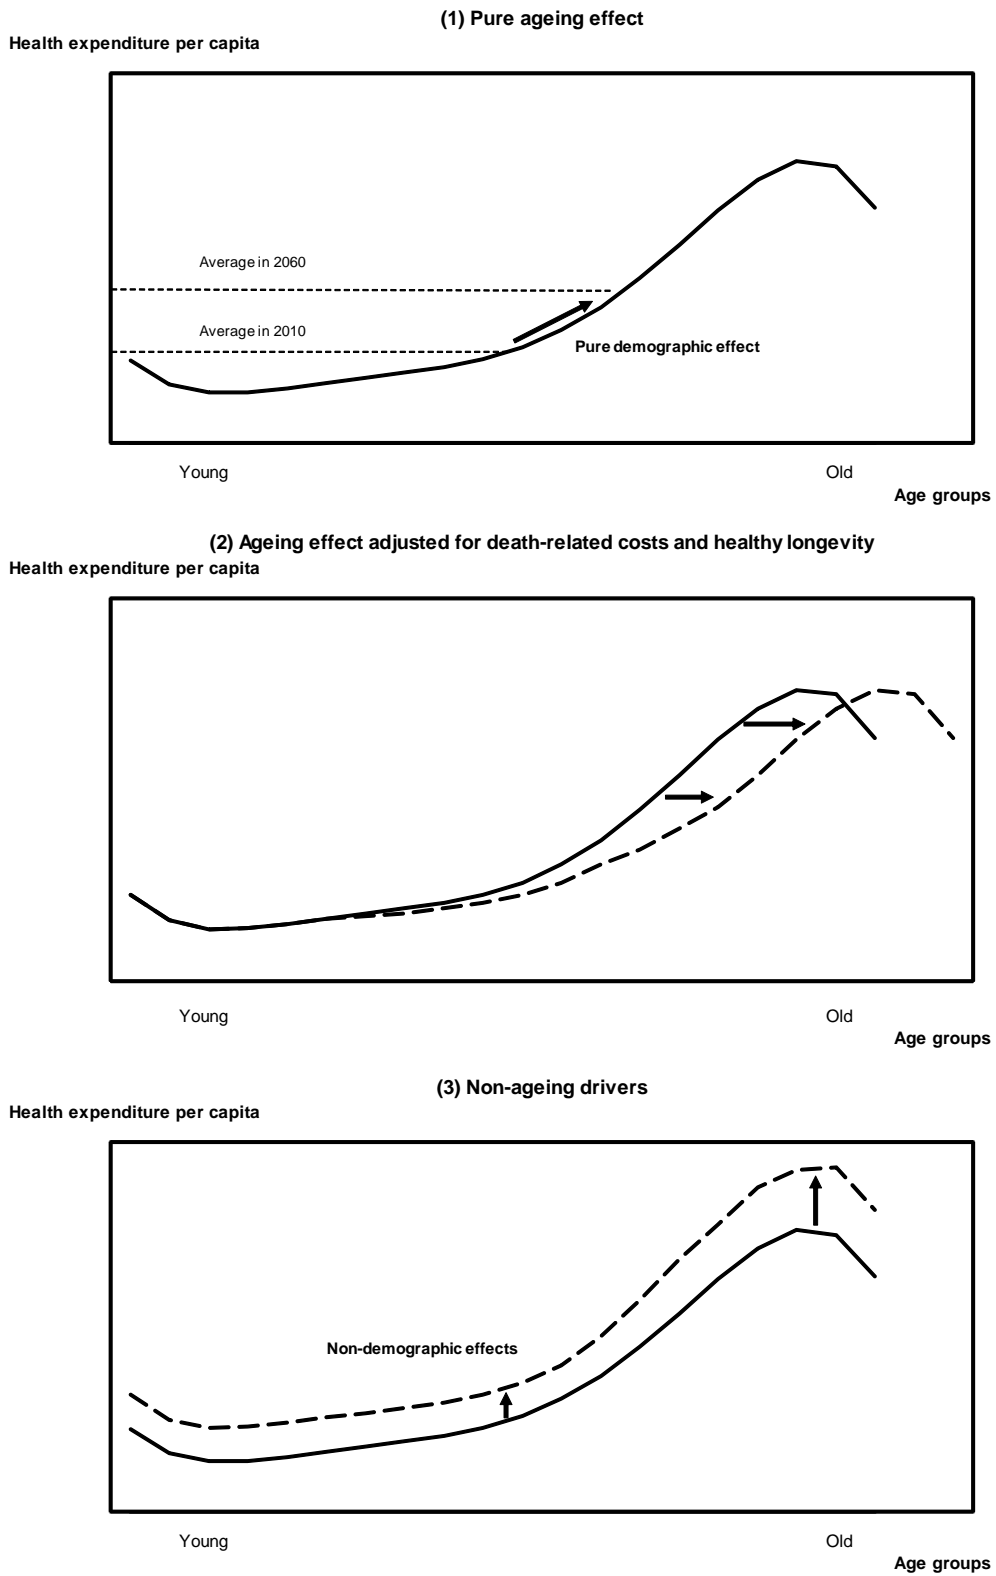 (1) Pure ageing effect
Health expenditure per capita
Average in 2060
Average in 2010
Pure demographic effect
Young
Old
Age groups
(2) Ageing effect adjusted for death-related costs and healthy longevity
Health expenditure per capita
Young
Old
Age groups
(3) Non-ageing drivers
Health expenditure per capita
Non-demographic effects
Young
Old
Age groups